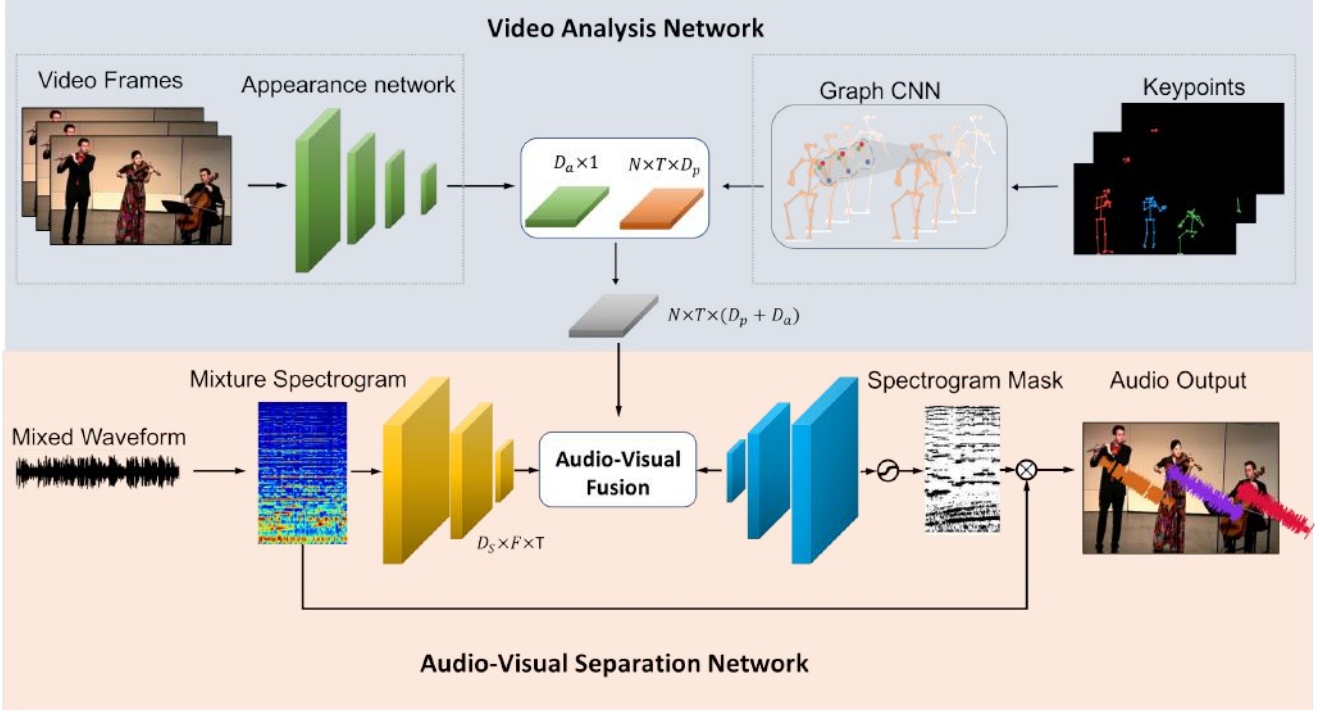 Video Analysis Network
Video Frames
Appearance network
Graph CNN
Keypoints
D_a×1
N×T×D_p
N×T×(D_p + D_a)
Mixture Spectrogram
Spectrogram Mask
Audio Output
Mixed Waveform
Audio-Visual
Fusion
D_S×F×T
Audio-Visual Separation Network